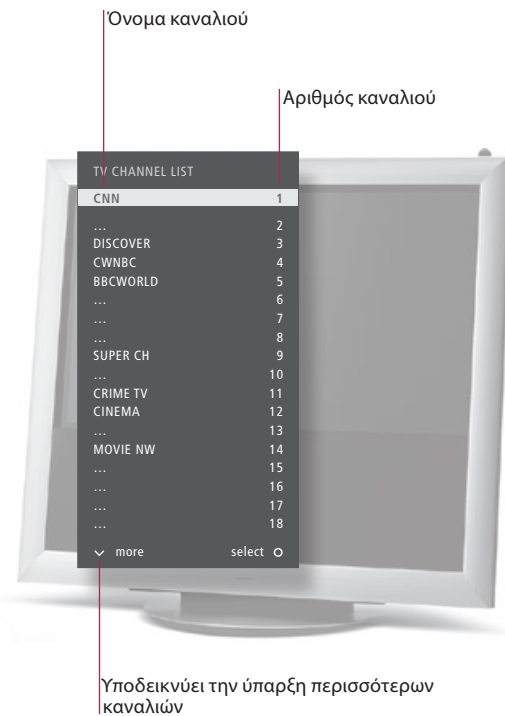 Όνομα καναλιού
Αριθμός καναλιού
TV CHANNEL LIST
CNN 1
... 2
DISCOVER 3
CWNBC 4
BBCWORLD 5
... 6
... 7
... 8
SUPER CH 9
... 10
CRIME TV 11
CINEMA 12
... 13
MOVIE NW 14
... 15
... 16
... 17
... 18
more select
Υποδεικνύει την ύπαρξη περισσότερων
καναλιών